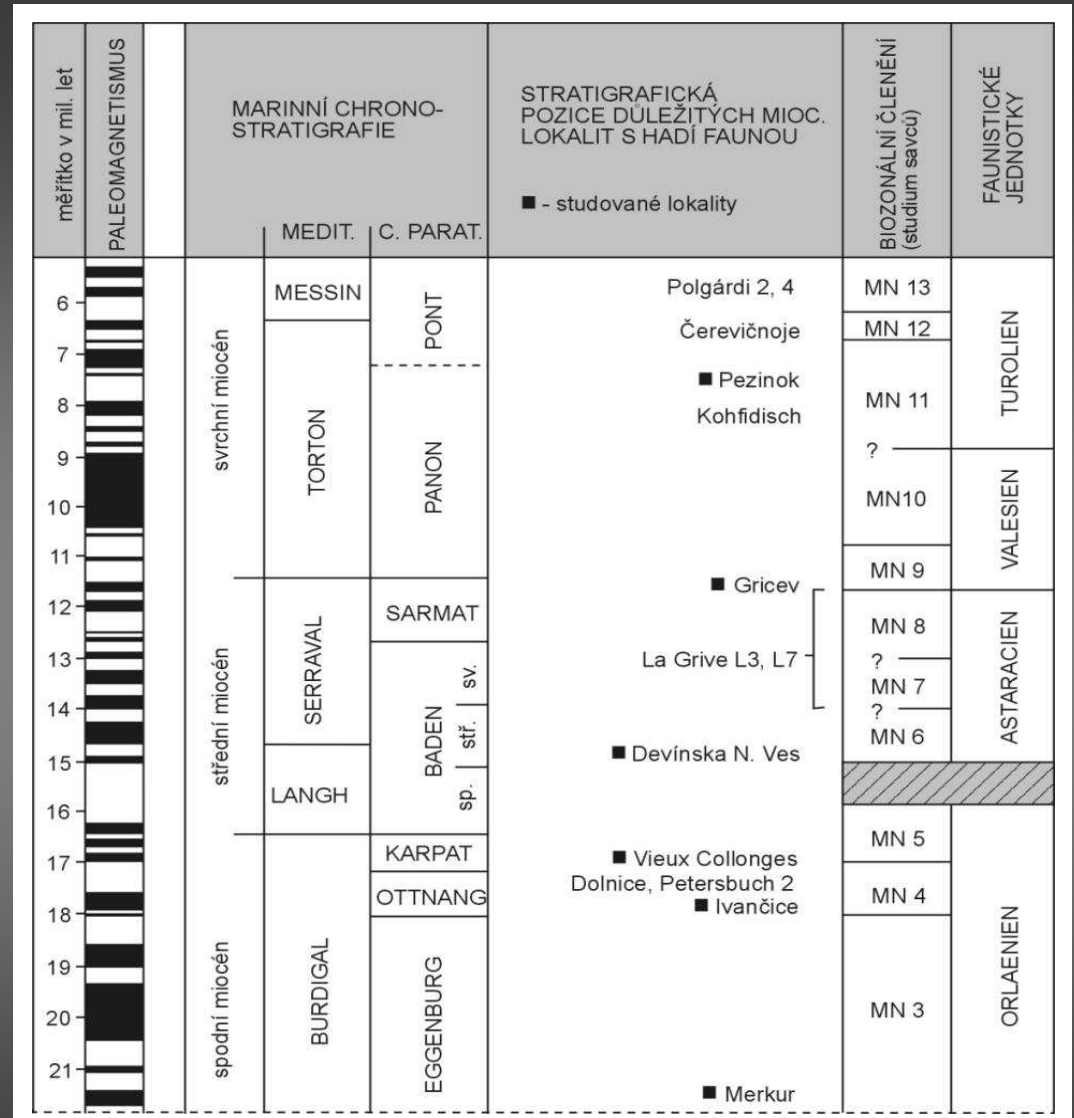 měřítko v mil. let
PALEOMAGNETISMUS
MARINNÍ CHRONO-
STRATIGRAFIE
MEDIT.
C. PARAT.
STRATIGRAFICKÁ
POZICE DŮLEŽITÝCH MIOC.
LOKALIT S HADÍ FAUNOU
■ - studované lokality
BIOZONÁLNÍ ČLENĚNÍ
(studium savců)
FAUNISTICKÉ
JEDNOTKY
6
7
8
9
10
11
12
13
14
15
16
17
18
19
20
21
svrchní miocén
střední miocén
spodní miocén
MESSIN
TORTON
SERRAVAL
LANGH
BURDIGAL
PONT
PANON
SARMAT
BADEN
sv.
stř.
sp.
KARPAT
OTTNANG
EGGENBURG
Polgárdi 2, 4
Čerevičnoje
■ Pezinok
Kohfidisch
■ Gricev
La Grive L3, L7
■ Devínska N. Ves
■ Vieux Collonges
Dolnice, Petersbuch 2
■ Ivančice
■ Merkur
MN 13
MN 12
MN 11
?
MN10
MN 9
MN 8
?
MN 7
?
MN 6
MN 5
MN 4
MN 3
TUROLIEN
VALESIEN
ASTARACIEN
ORLAENIEN